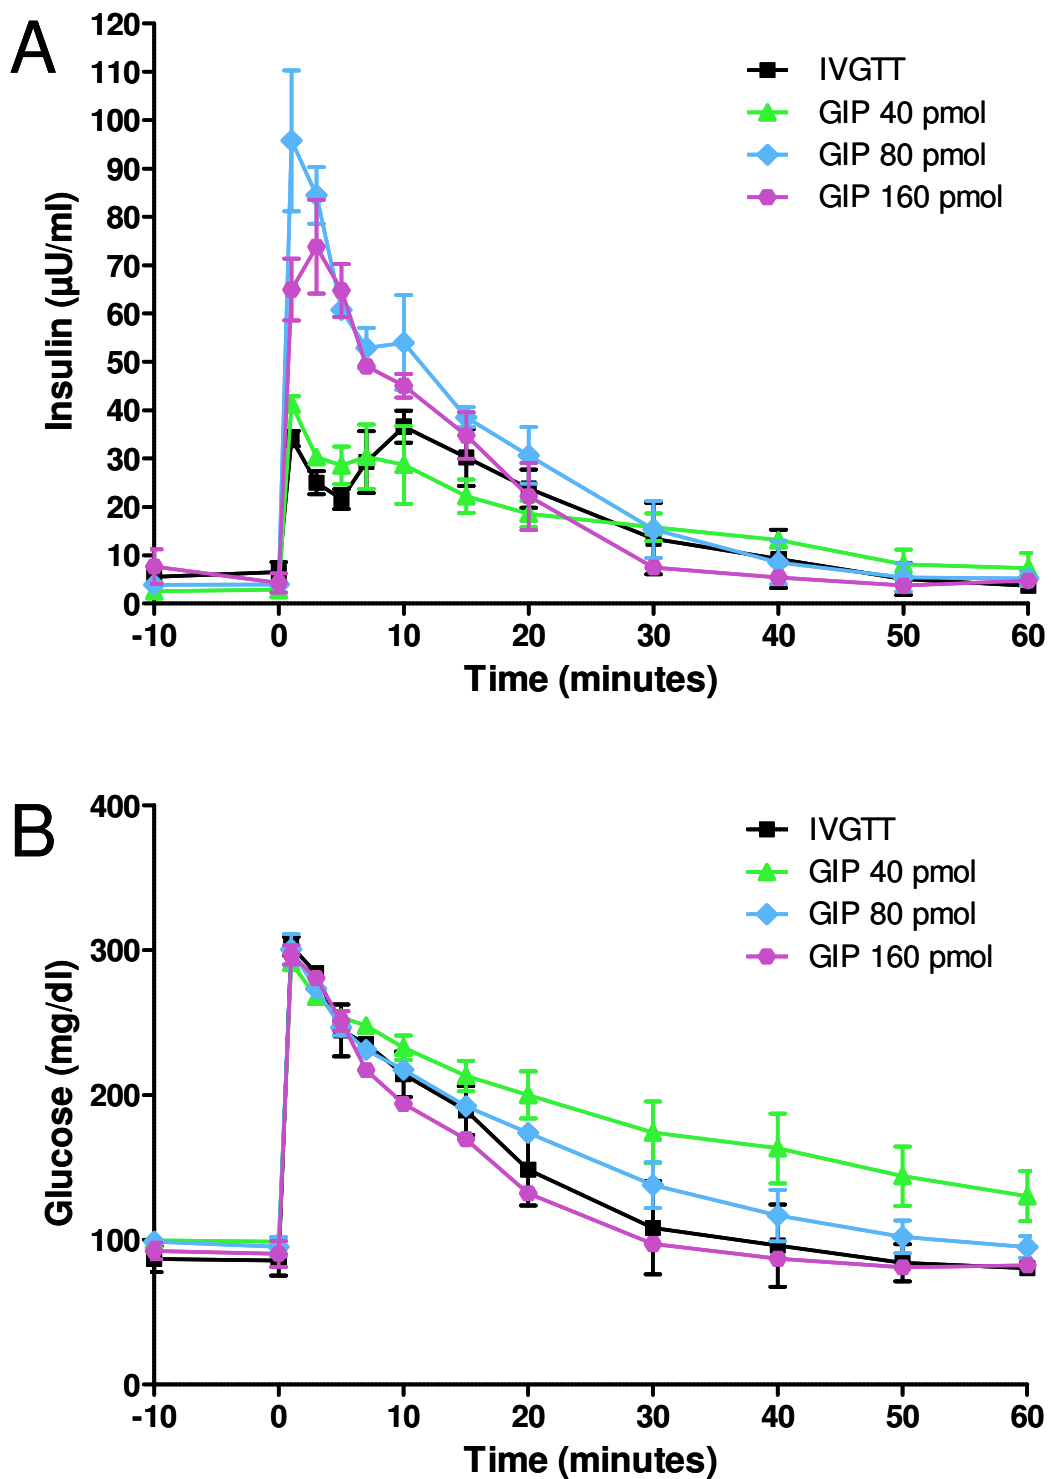 A
120
110
100
90
80
70
60
50
40
30
20
10
0
Insulin (µU/ml)
IVGTT
GIP 40 pmol
GIP 80 pmol
GIP 160 pmol
-10 0 10 20 30 40 50 60
Time (minutes)
B
400
300
200
100
0
Glucose (mg/dl)
IVGTT
GIP 40 pmol
GIP 80 pmol
GIP 160 pmol
-10 0 10 20 30 40 50 60
Time (minutes)